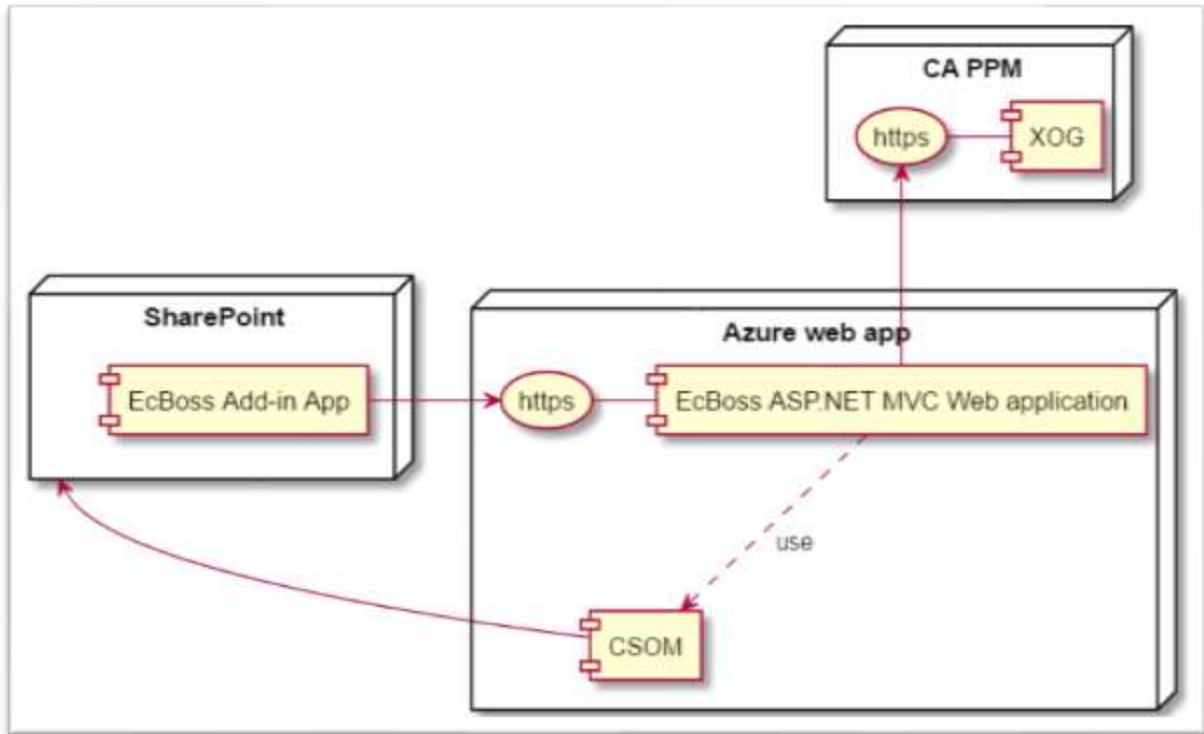 CA PPM
https
XOG
SharePoint
EcBoss Add-in App
Azure web app
https
EcBoss ASP.NET MVC Web application
use
CSOM